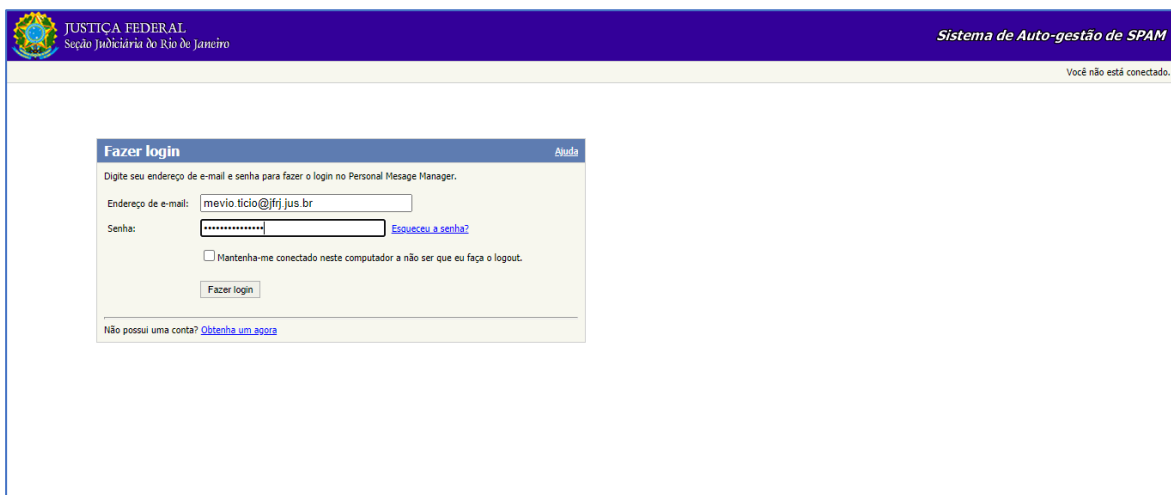 JUSTIÇA FEDERAL
Seção Judiciária do Rio de Janeiro
Sistema de Auto-gestão de SPAM
Você não está conectado.
Fazer login
Ajuda
Digite seu endereço de e-mail e senha para fazer o login no Personal Mesage Manager.
Endereço de e-mail: mevio.ticio@jfrj.jus.br
Senha: ••••••••••••••• Esqueceu a senha?
Mantenha-me conectado neste computador a não ser que eu faça o logout.
Fazer login
Não possui uma conta? Obtenha um agora